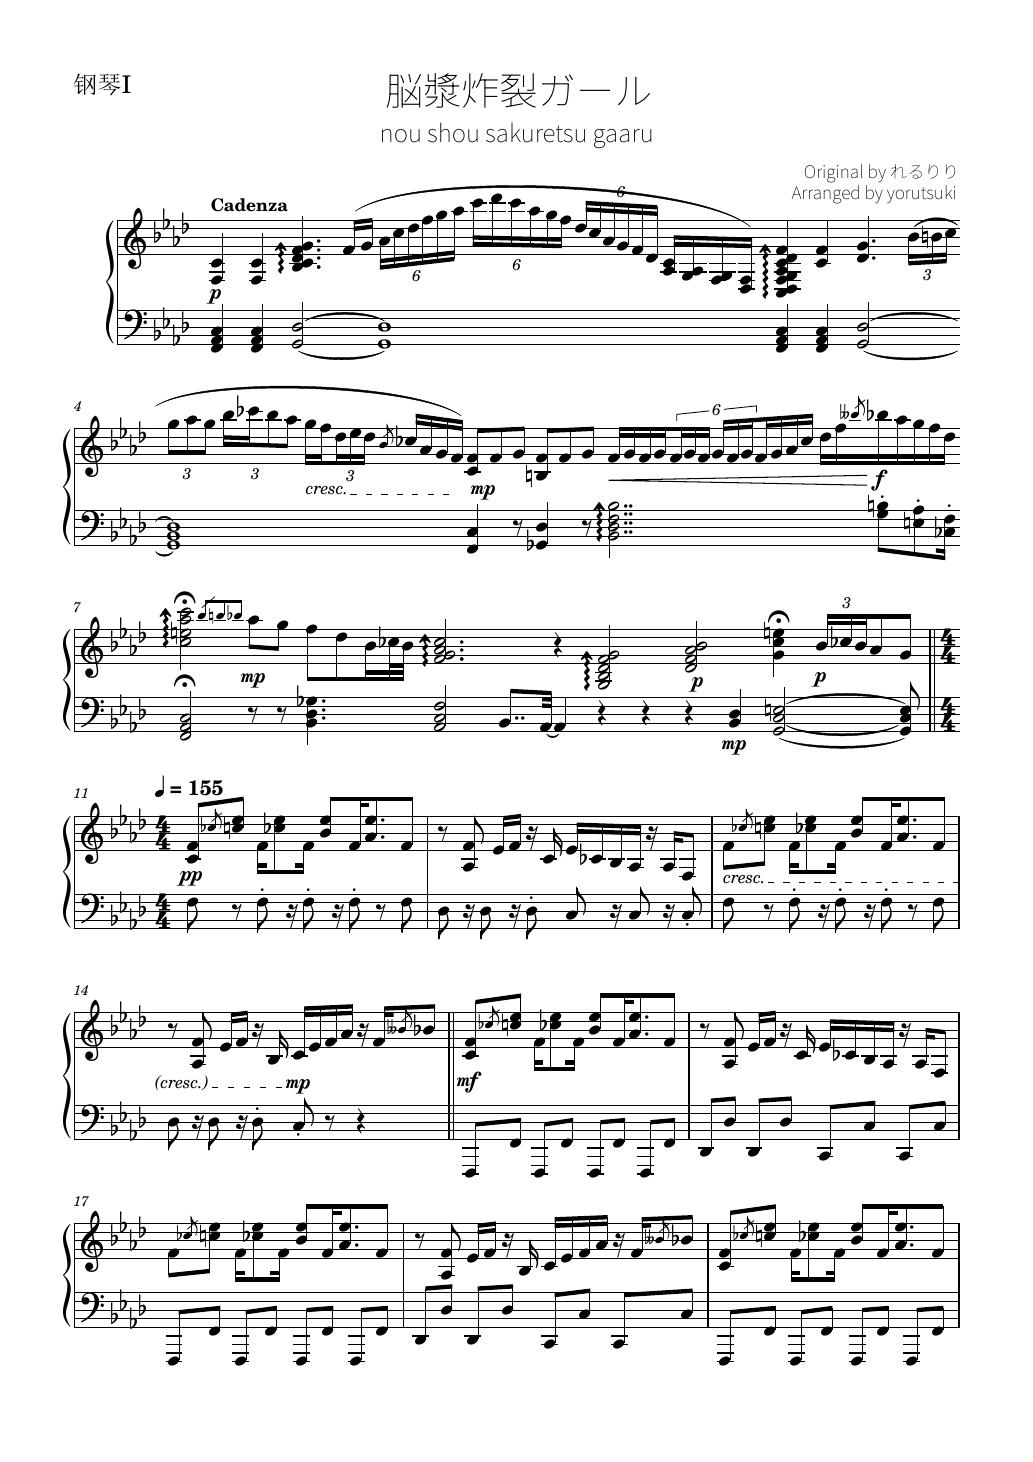 钢琴I
脳漿炸裂ガール
nou shou sakuretsu gaaru
Original by れるりり
Arranged by yorutsuki
Cadenza
6
6
6
p
3
4
3
3
3
6
cresc.
mp
f
7
3
mp
p
p
mp
4
4
4
4
11
♩ = 155
4
4
pp
cresc.
4
4
14
(cresc.)
mp
mf
17